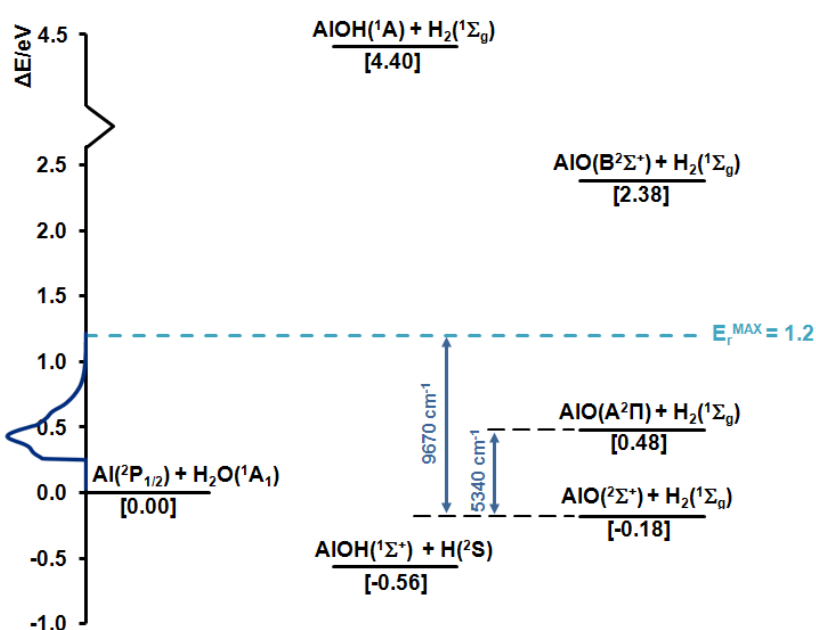 ΔE/eV
4.5
2.5
2.0
1.5
1.0
0.5
0.0
-0.5
-1.0
AlOH(¹A) + H₂(¹Σg)
[4.40]
AlO(B²Σ⁺) + H₂(¹Σg)
[2.38]
Eᵣᴹᴬˣ = 1.2
9670 cm⁻¹
5340 cm⁻¹
AlO(A²Π) + H₂(¹Σg)
[0.48]
Al(²P₁/₂) + H₂O(¹A₁)
[0.00]
AlO(²Σ⁺) + H₂(¹Σg)
[-0.18]
AlOH(¹Σ⁺) + H(²S)
[-0.56]